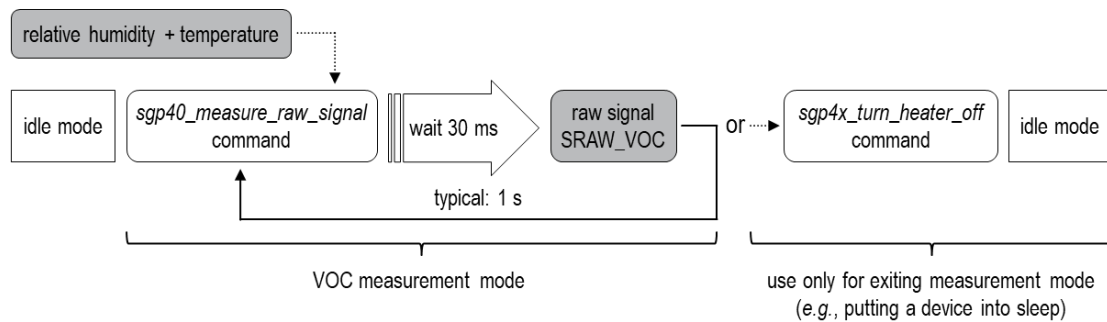 relative humidity + temperature
idle mode
sgp40_measure_raw_signal
command
wait 30 ms
raw signal
SRAW_VOC
or
sgp4x_turn_heater_off
command
idle mode
typical: 1 s
VOC measurement mode
use only for exiting measurement mode
(e.g., putting a device into sleep)